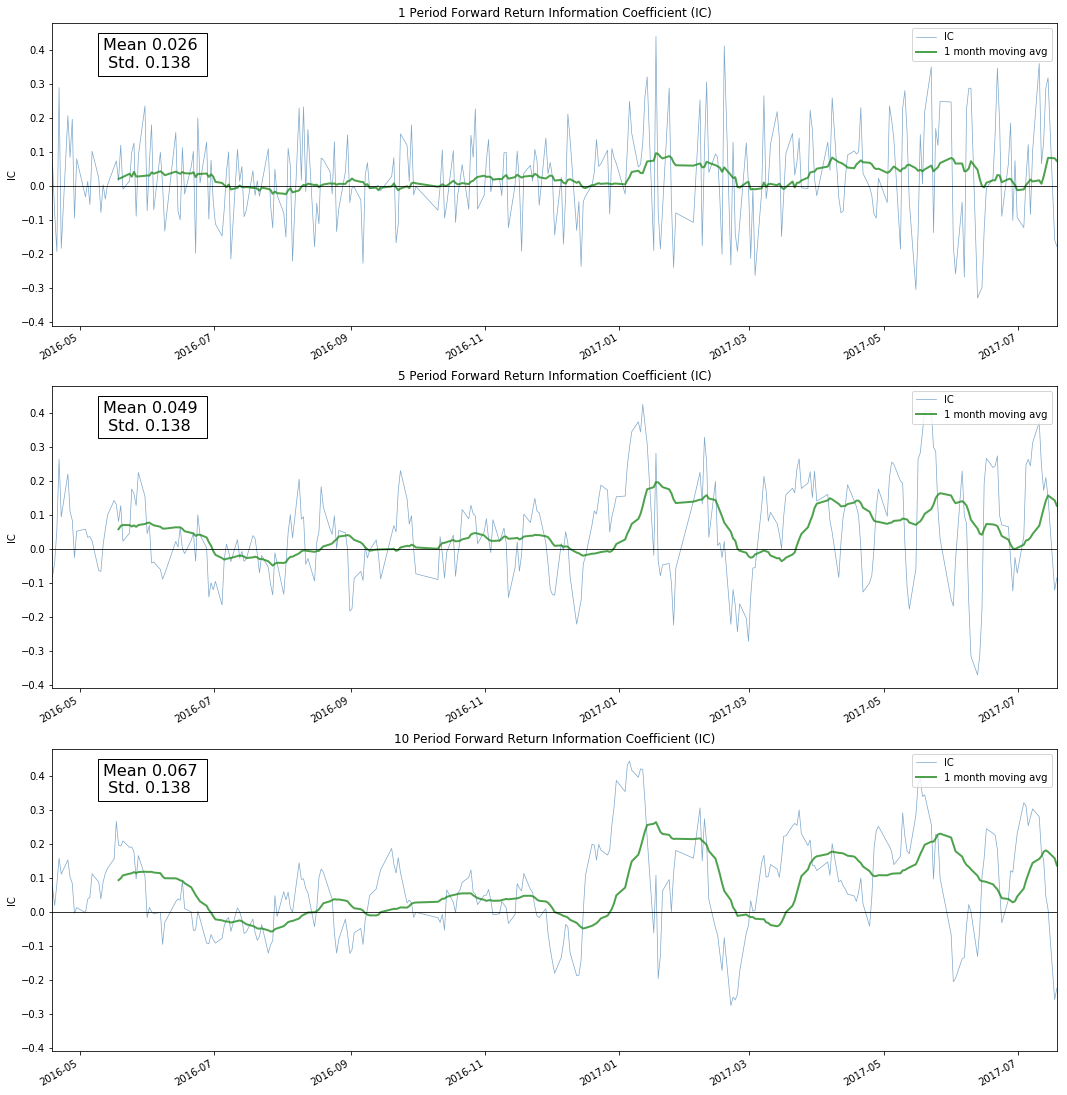 1 Period Forward Return Information Coefficient (IC)
Mean 0.026
Std. 0.138
IC
1 month moving avg
0.4
0.3
0.2
0.1
0.0
−0.1
−0.2
−0.3
−0.4
IC
2016-05
2016-07
2016-09
2016-11
2017-01
2017-03
2017-05
2017-07
5 Period Forward Return Information Coefficient (IC)
Mean 0.049
Std. 0.138
IC
1 month moving avg
0.4
0.3
0.2
0.1
0.0
−0.1
−0.2
−0.3
−0.4
IC
2016-05
2016-07
2016-09
2016-11
2017-01
2017-03
2017-05
2017-07
10 Period Forward Return Information Coefficient (IC)
Mean 0.067
Std. 0.138
IC
1 month moving avg
0.4
0.3
0.2
0.1
0.0
−0.1
−0.2
−0.3
−0.4
IC
2016-05
2016-07
2016-09
2016-11
2017-01
2017-03
2017-05
2017-07